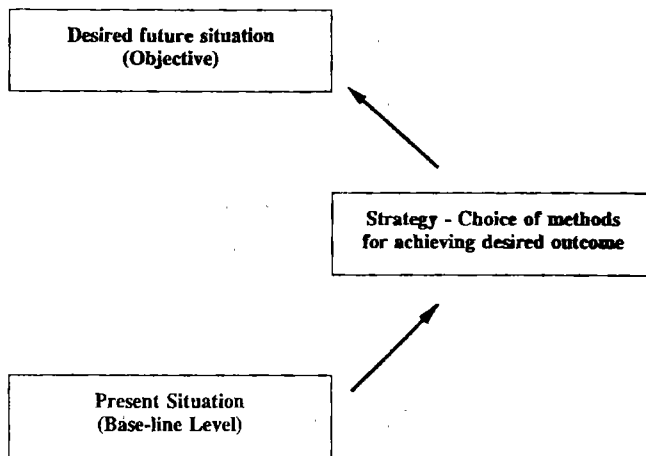 Desired future situation
(Objective)
Strategy - Choice of methods
for achieving desired outcome
Present Situation
(Base-line Level)